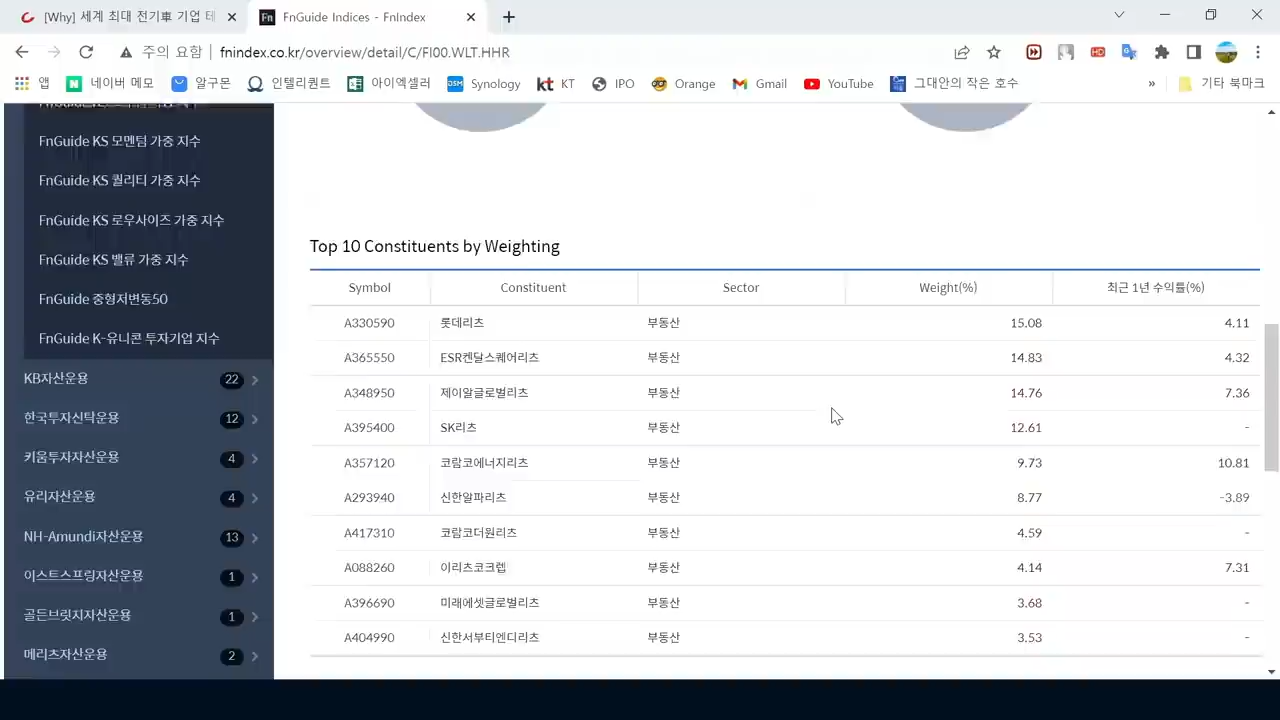 [Why] 세계 최대 전기車 기업 테
FnGuide Indices - FnIndex
주의 요함 | fnindex.co.kr/overview/detail/C/FI00.WLT.HHR
앱 네이버 메모 알구몬 인텔리퀀트 아이엑셀러 Synology KT IPO Orange Gmail YouTube 그대안의 작은 호수 » 기타 북마크
FnGuide KS 모멘텀 가중 지수
FnGuide KS 퀄리티 가중 지수
FnGuide KS 로우사이즈 가중 지수
FnGuide KS 밸류 가중 지수
FnGuide 중형저변동50
FnGuide K-유니콘 투자기업 지수
KB자산운용 22
한국투자신탁운용 12
키움투자자산운용 4
유리자산운용 4
NH-Amundi자산운용 13
이스트스프링자산운용 1
골든브릿지자산운용 1
메리츠자산운용 2
Top 10 Constituents by Weighting
Symbol Constituent Sector Weight(%) 최근 1년 수익률(%)
A330590 롯데리츠 부동산 15.08 4.11
A365550 ESR켄달스퀘어리츠 부동산 14.83 4.32
A348950 제이알글로벌리츠 부동산 14.76 7.36
A395400 SK리츠 부동산 12.61 -
A357120 코람코에너지리츠 부동산 9.73 10.81
A293940 신한알파리츠 부동산 8.77 -3.89
A417310 코람코더원리츠 부동산 4.59 -
A088260 이리츠코크렙 부동산 4.14 7.31
A396690 미래에셋글로벌리츠 부동산 3.68 -
A404990 신한서부티엔디리츠 부동산 3.53 -